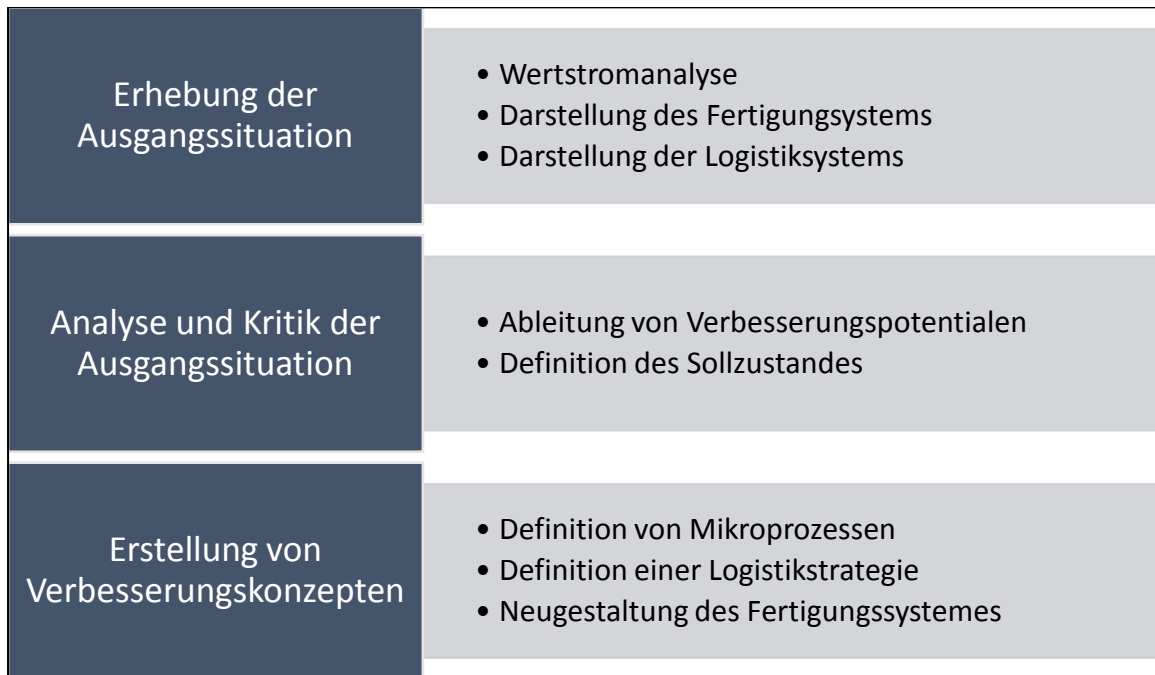 Erhebung der
Ausgangssituation
• Wertstromanalyse
• Darstellung des Fertigungsystems
• Darstellung der Logistiksystems
Analyse und Kritik der
Ausgangssituation
• Ableitung von Verbesserungspotentialen
• Definition des Sollzustandes
Erstellung von
Verbesserungskonzepten
• Definition von Mikroprozessen
• Definition einer Logistikstrategie
• Neugestaltung des Fertigungssystemes